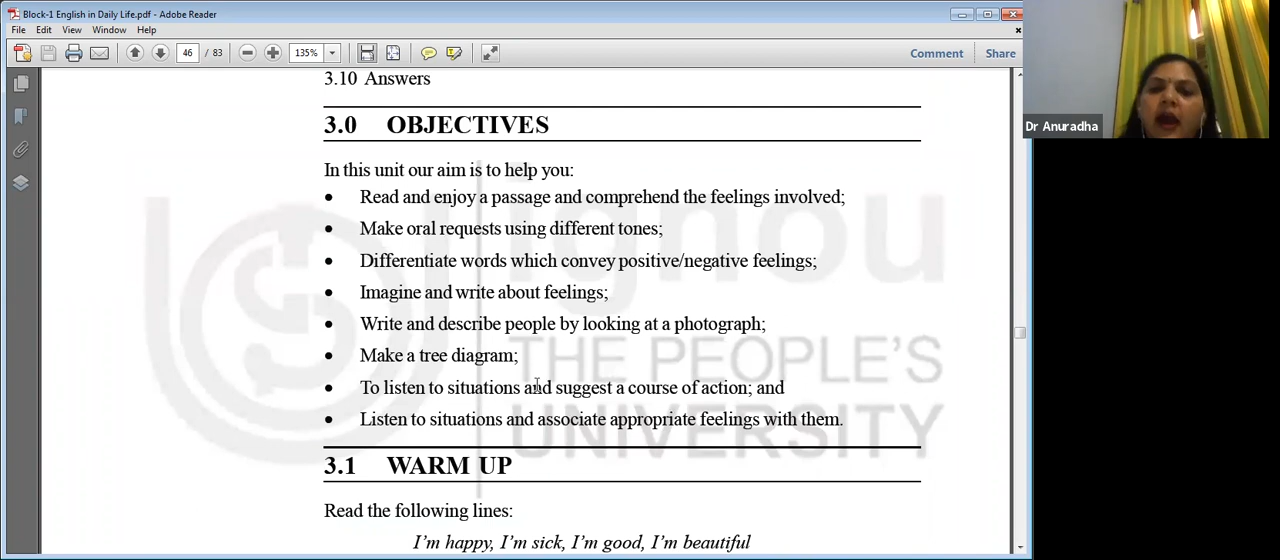 Block-1 English in Daily Life.pdf - Adobe Reader
File Edit View Window Help
46 / 83 135% Comment Share
3.10 Answers
3.0 OBJECTIVES
In this unit our aim is to help you:
• Read and enjoy a passage and comprehend the feelings involved;
• Make oral requests using different tones;
• Differentiate words which convey positive/negative feelings;
• Imagine and write about feelings;
• Write and describe people by looking at a photograph;
• Make a tree diagram;
• To listen to situations and suggest a course of action; and
• Listen to situations and associate appropriate feelings with them.
3.1 WARM UP
Read the following lines:
I'm happy, I'm sick, I'm good, I'm beautiful
ignou
THE PEOPLE'S
UNIVERSITY
Dr Anuradha